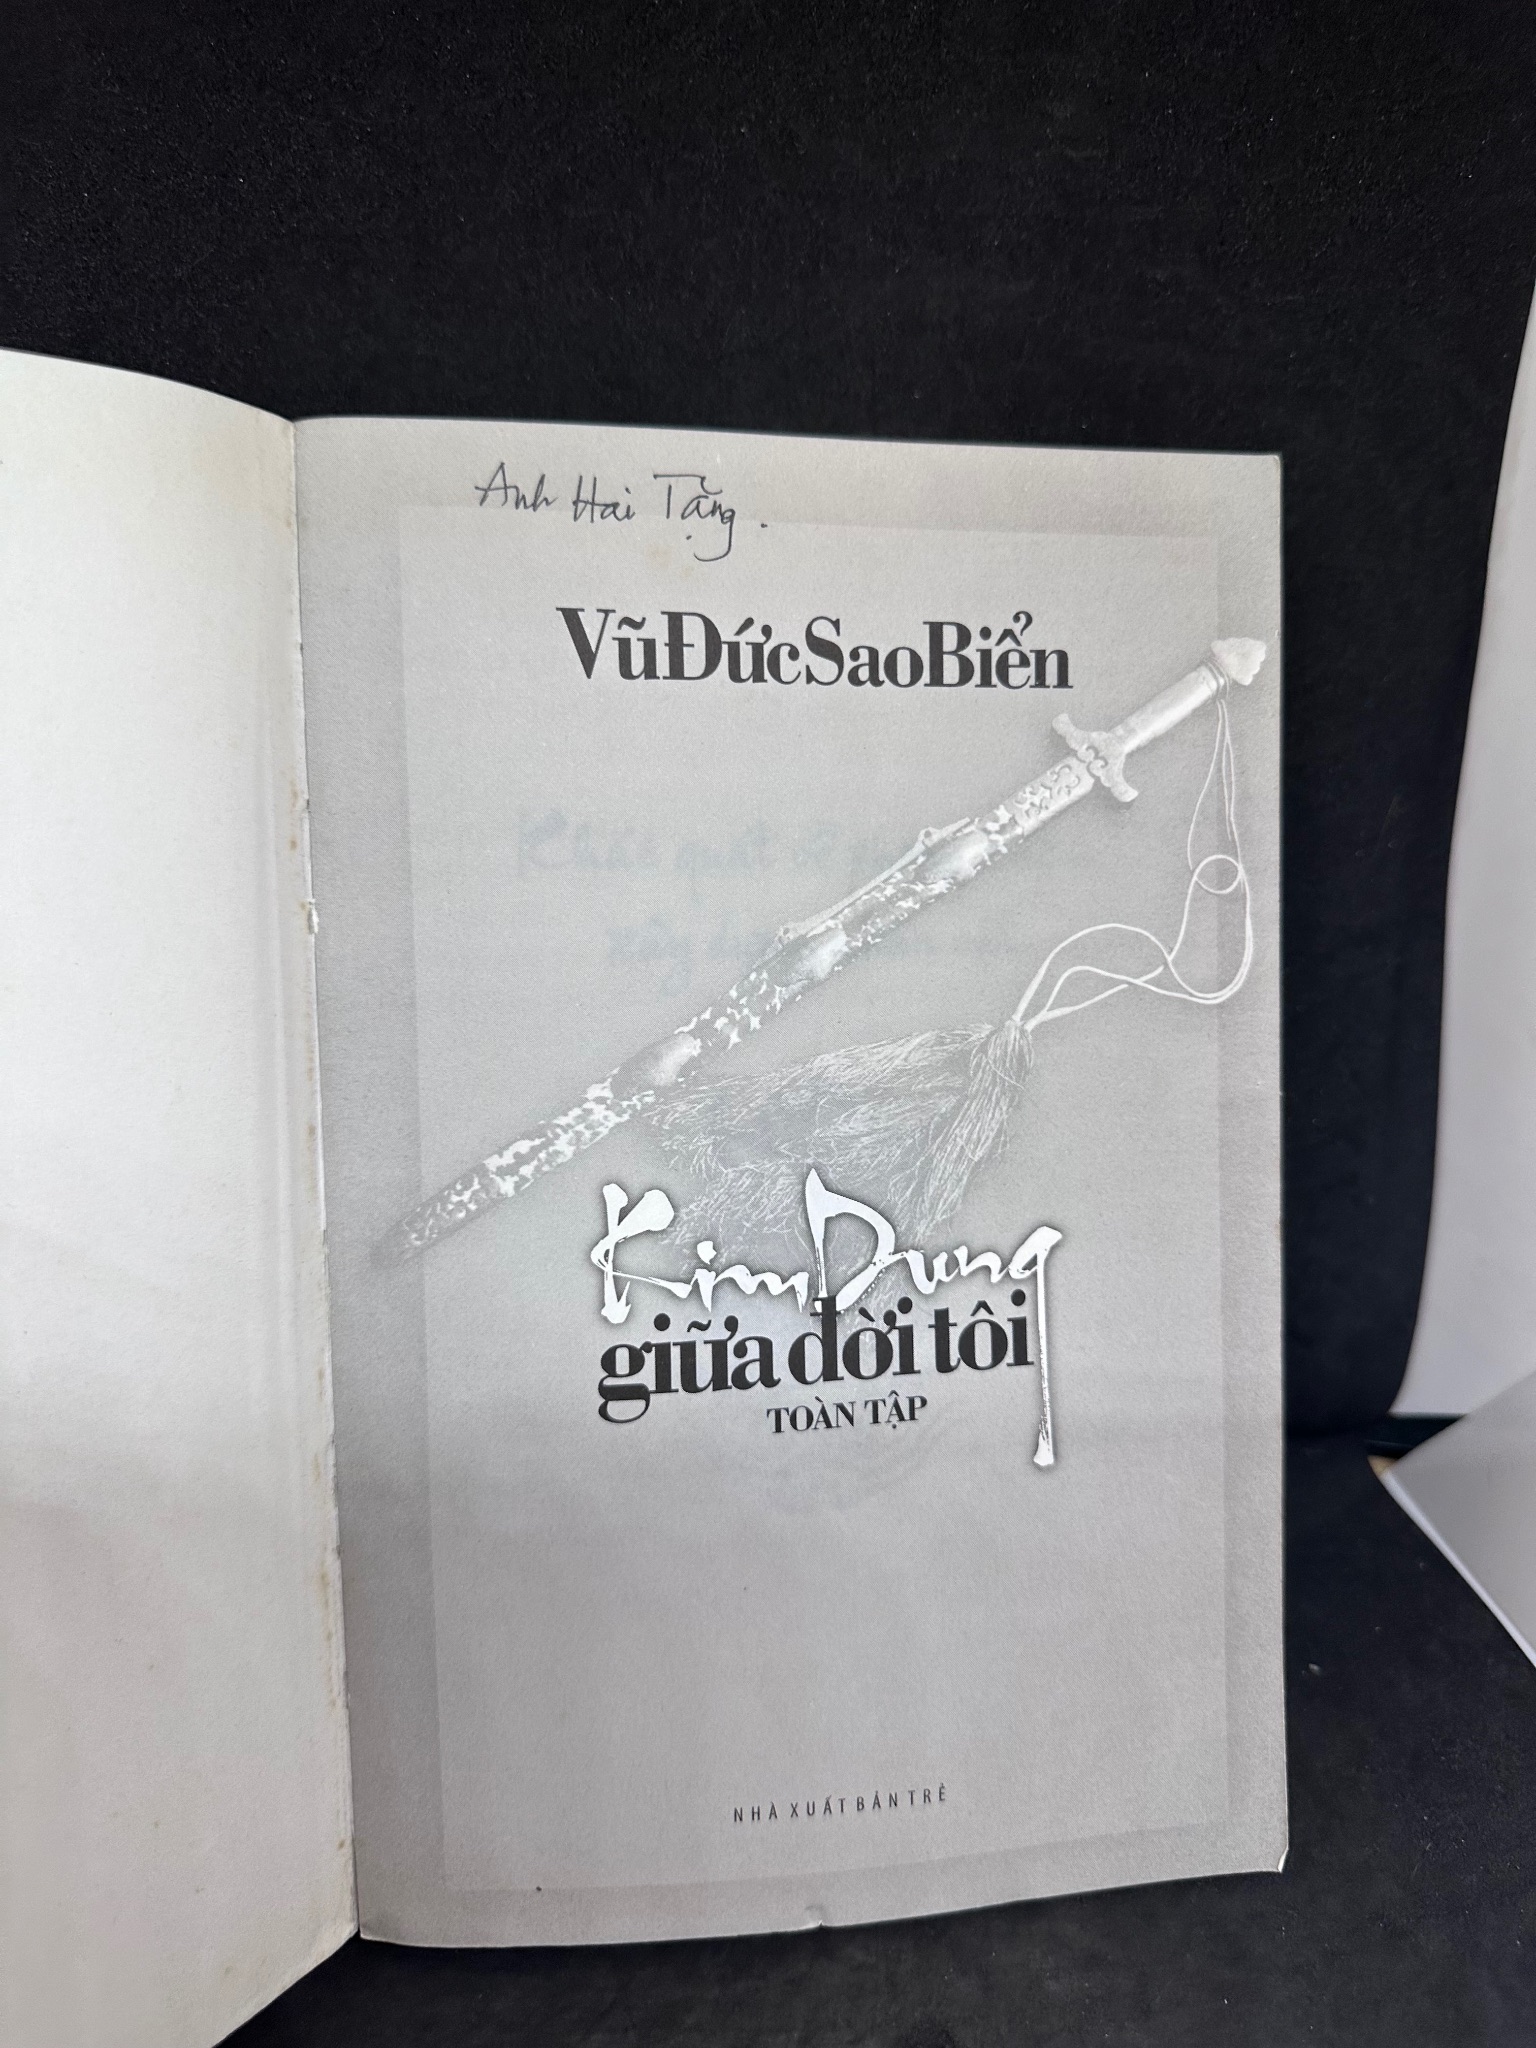 Anh Hai Tặng.
VũĐứcSaoBiển
Kim Dung
giữa đời tôi
TOÀN TẬP
NHÀ XUẤT BẢN TRẺ